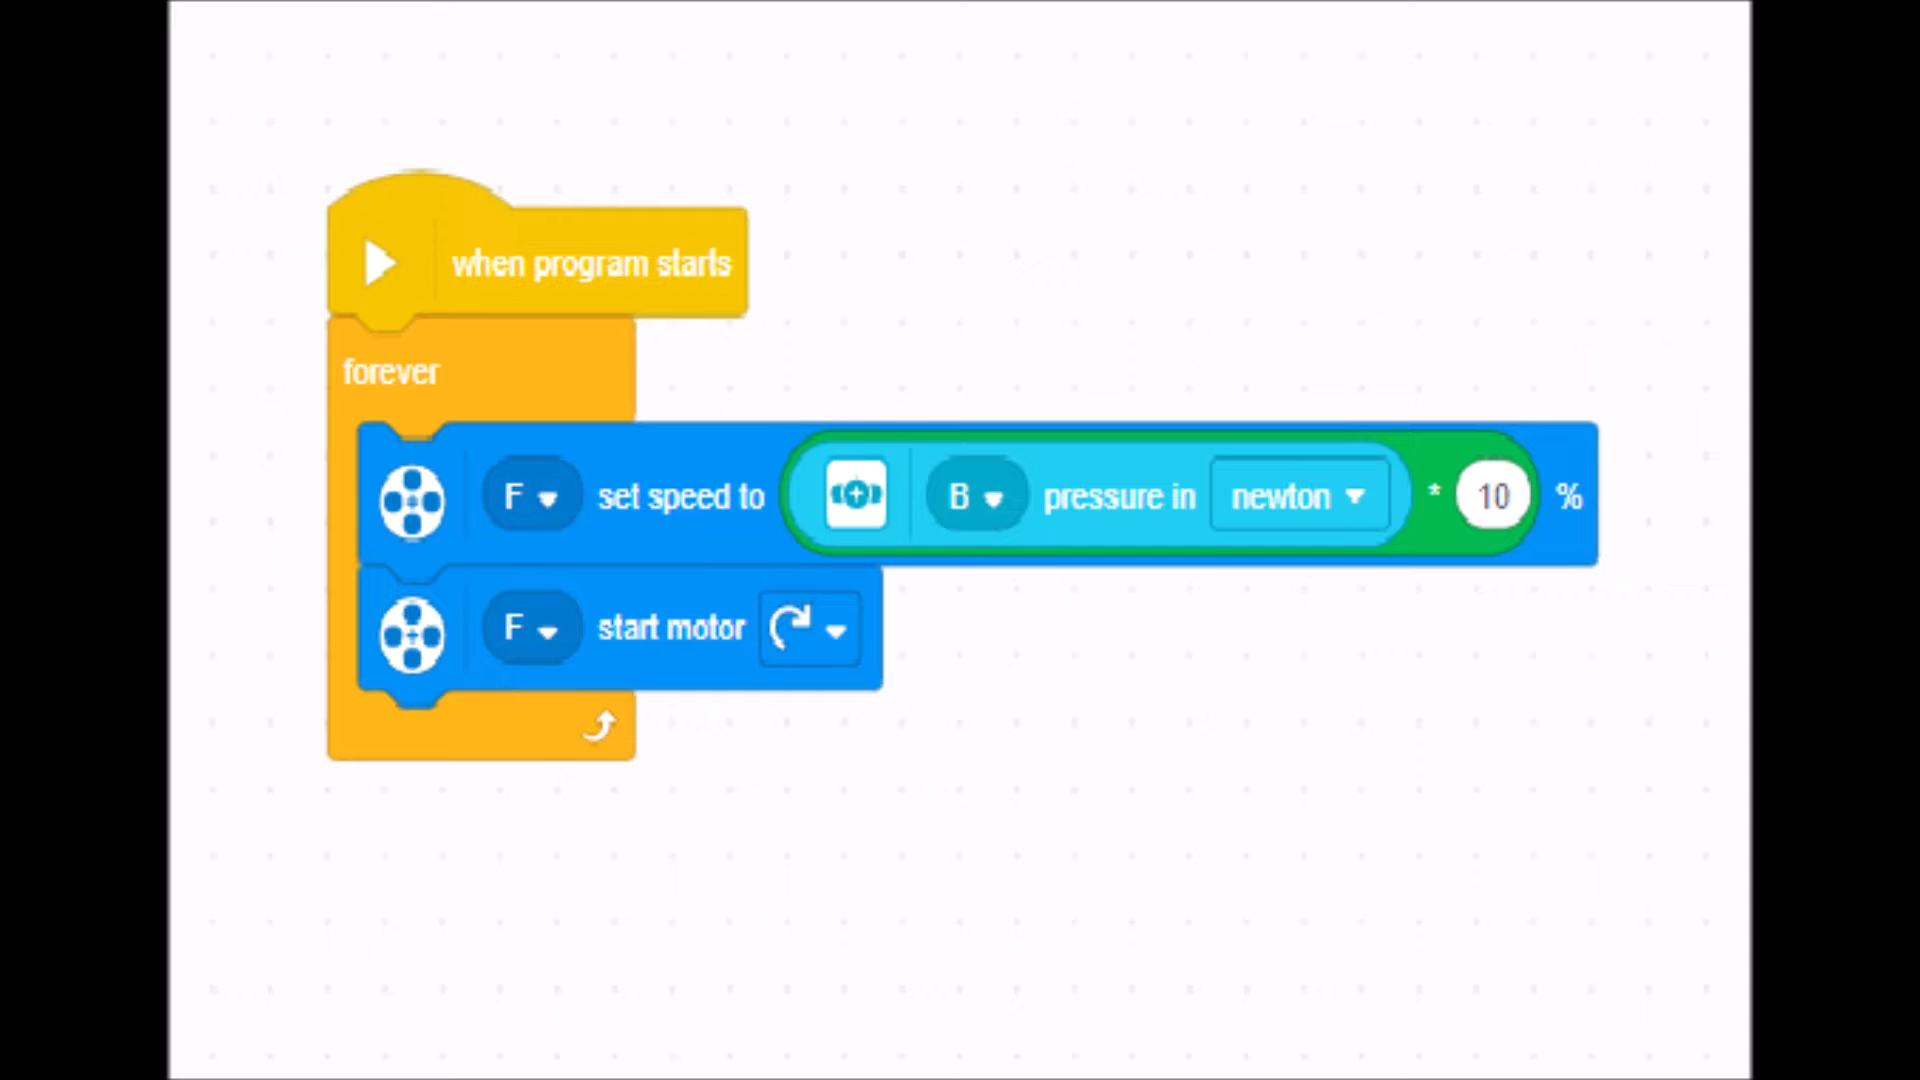 when program starts
forever
F set speed to B pressure in newton * 10 %
F start motor